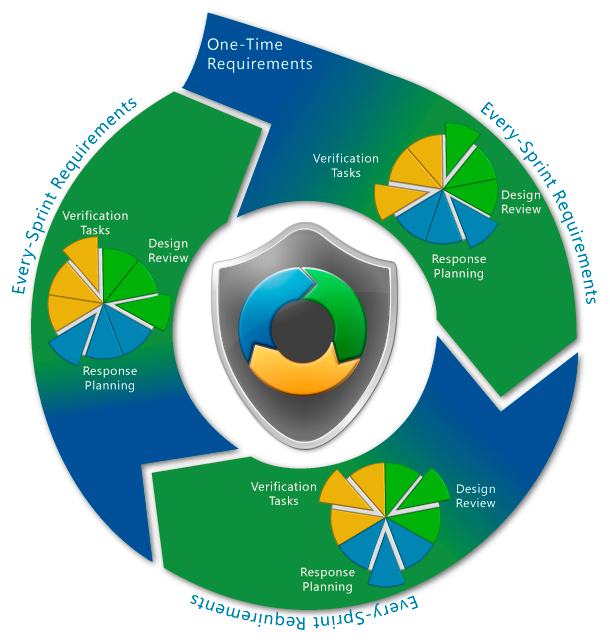 One-Time
Requirements
Every-Sprint Requirements
Verification
Tasks
Design
Review
Response
Planning
Every-Sprint Requirements
Verification
Tasks
Design
Review
Response
Planning
Verification
Tasks
Design
Review
Response
Planning
Every-Sprint Requirements